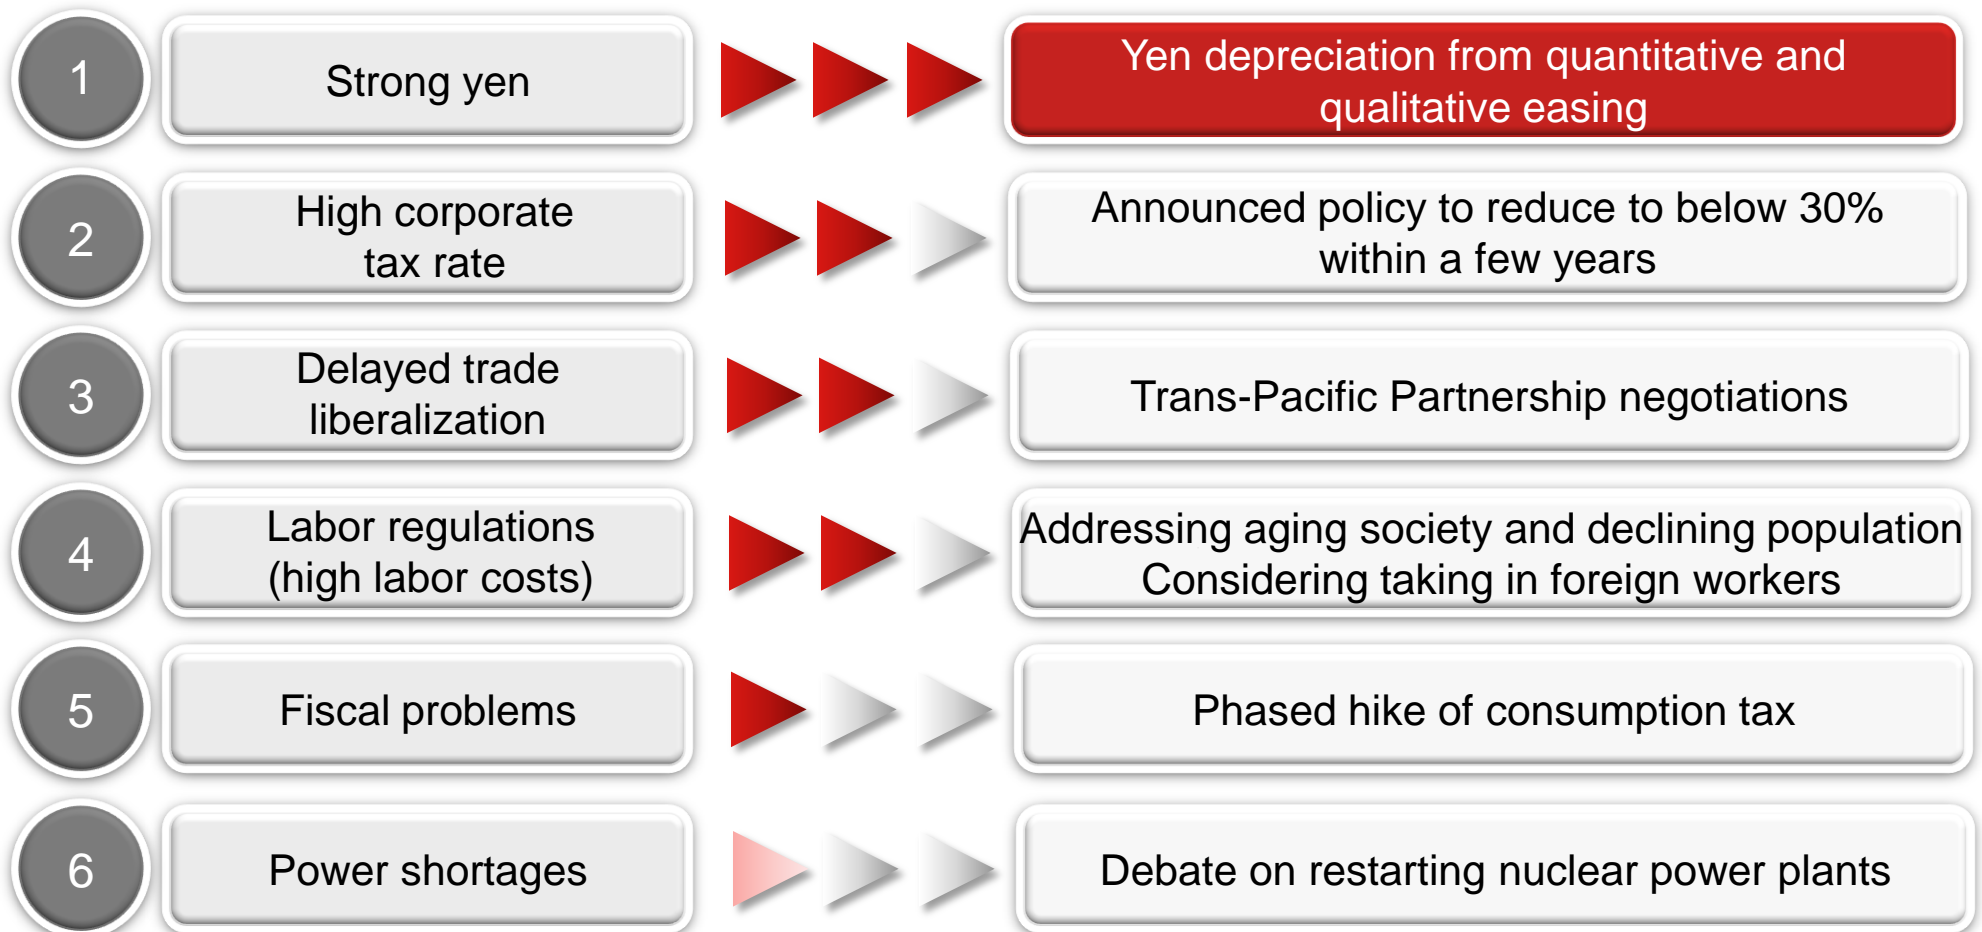 1
Strong yen
Yen depreciation from quantitative and
qualitative easing
2
High corporate
tax rate
Announced policy to reduce to below 30%
within a few years
3
Delayed trade
liberalization
Trans-Pacific Partnership negotiations
4
Labor regulations
(high labor costs)
Addressing aging society and declining population
Considering taking in foreign workers
5
Fiscal problems
Phased hike of consumption tax
6
Power shortages
Debate on restarting nuclear power plants